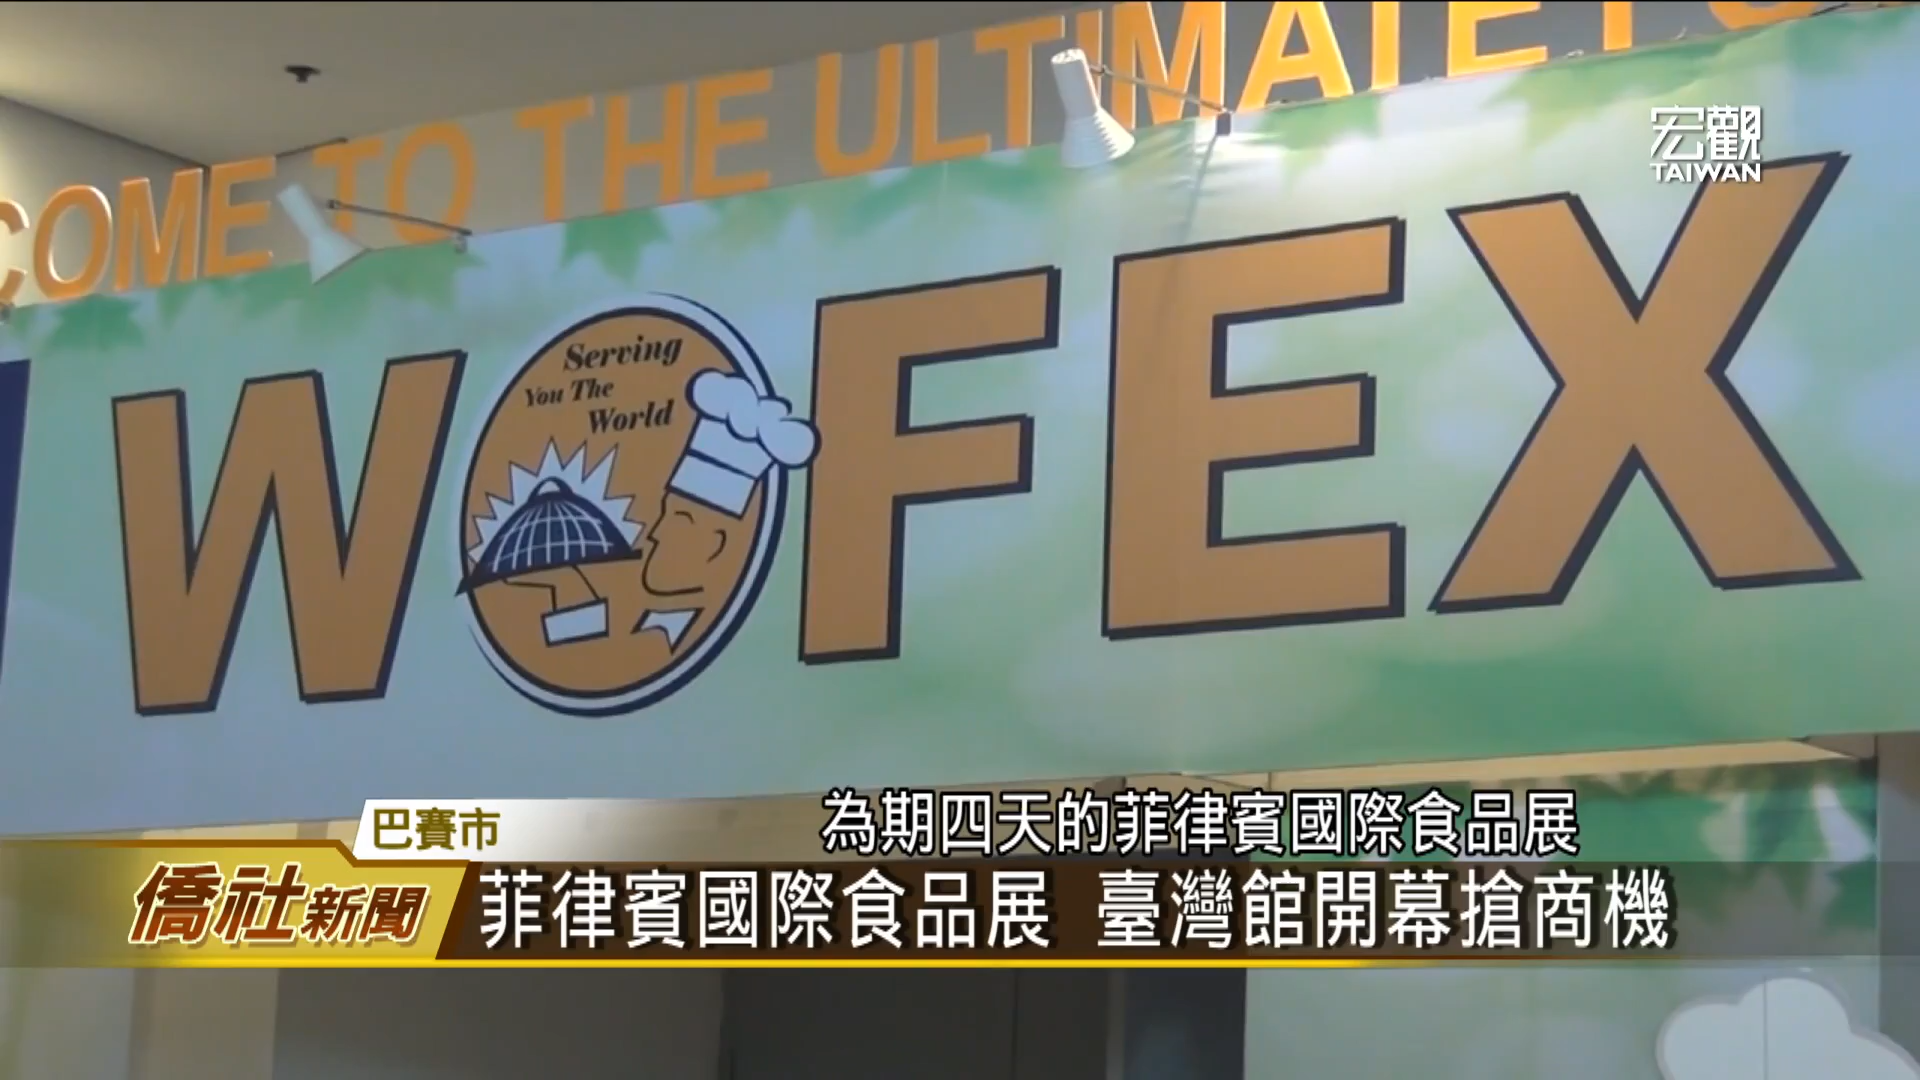 COME TO THE ULTIMATE FO
宏觀
TAIWAN
WOFEX
Serving
You The
World
巴賽市
為期四天的菲律賓國際食品展
僑社新聞
菲律賓國際食品展 臺灣館開幕搶商機